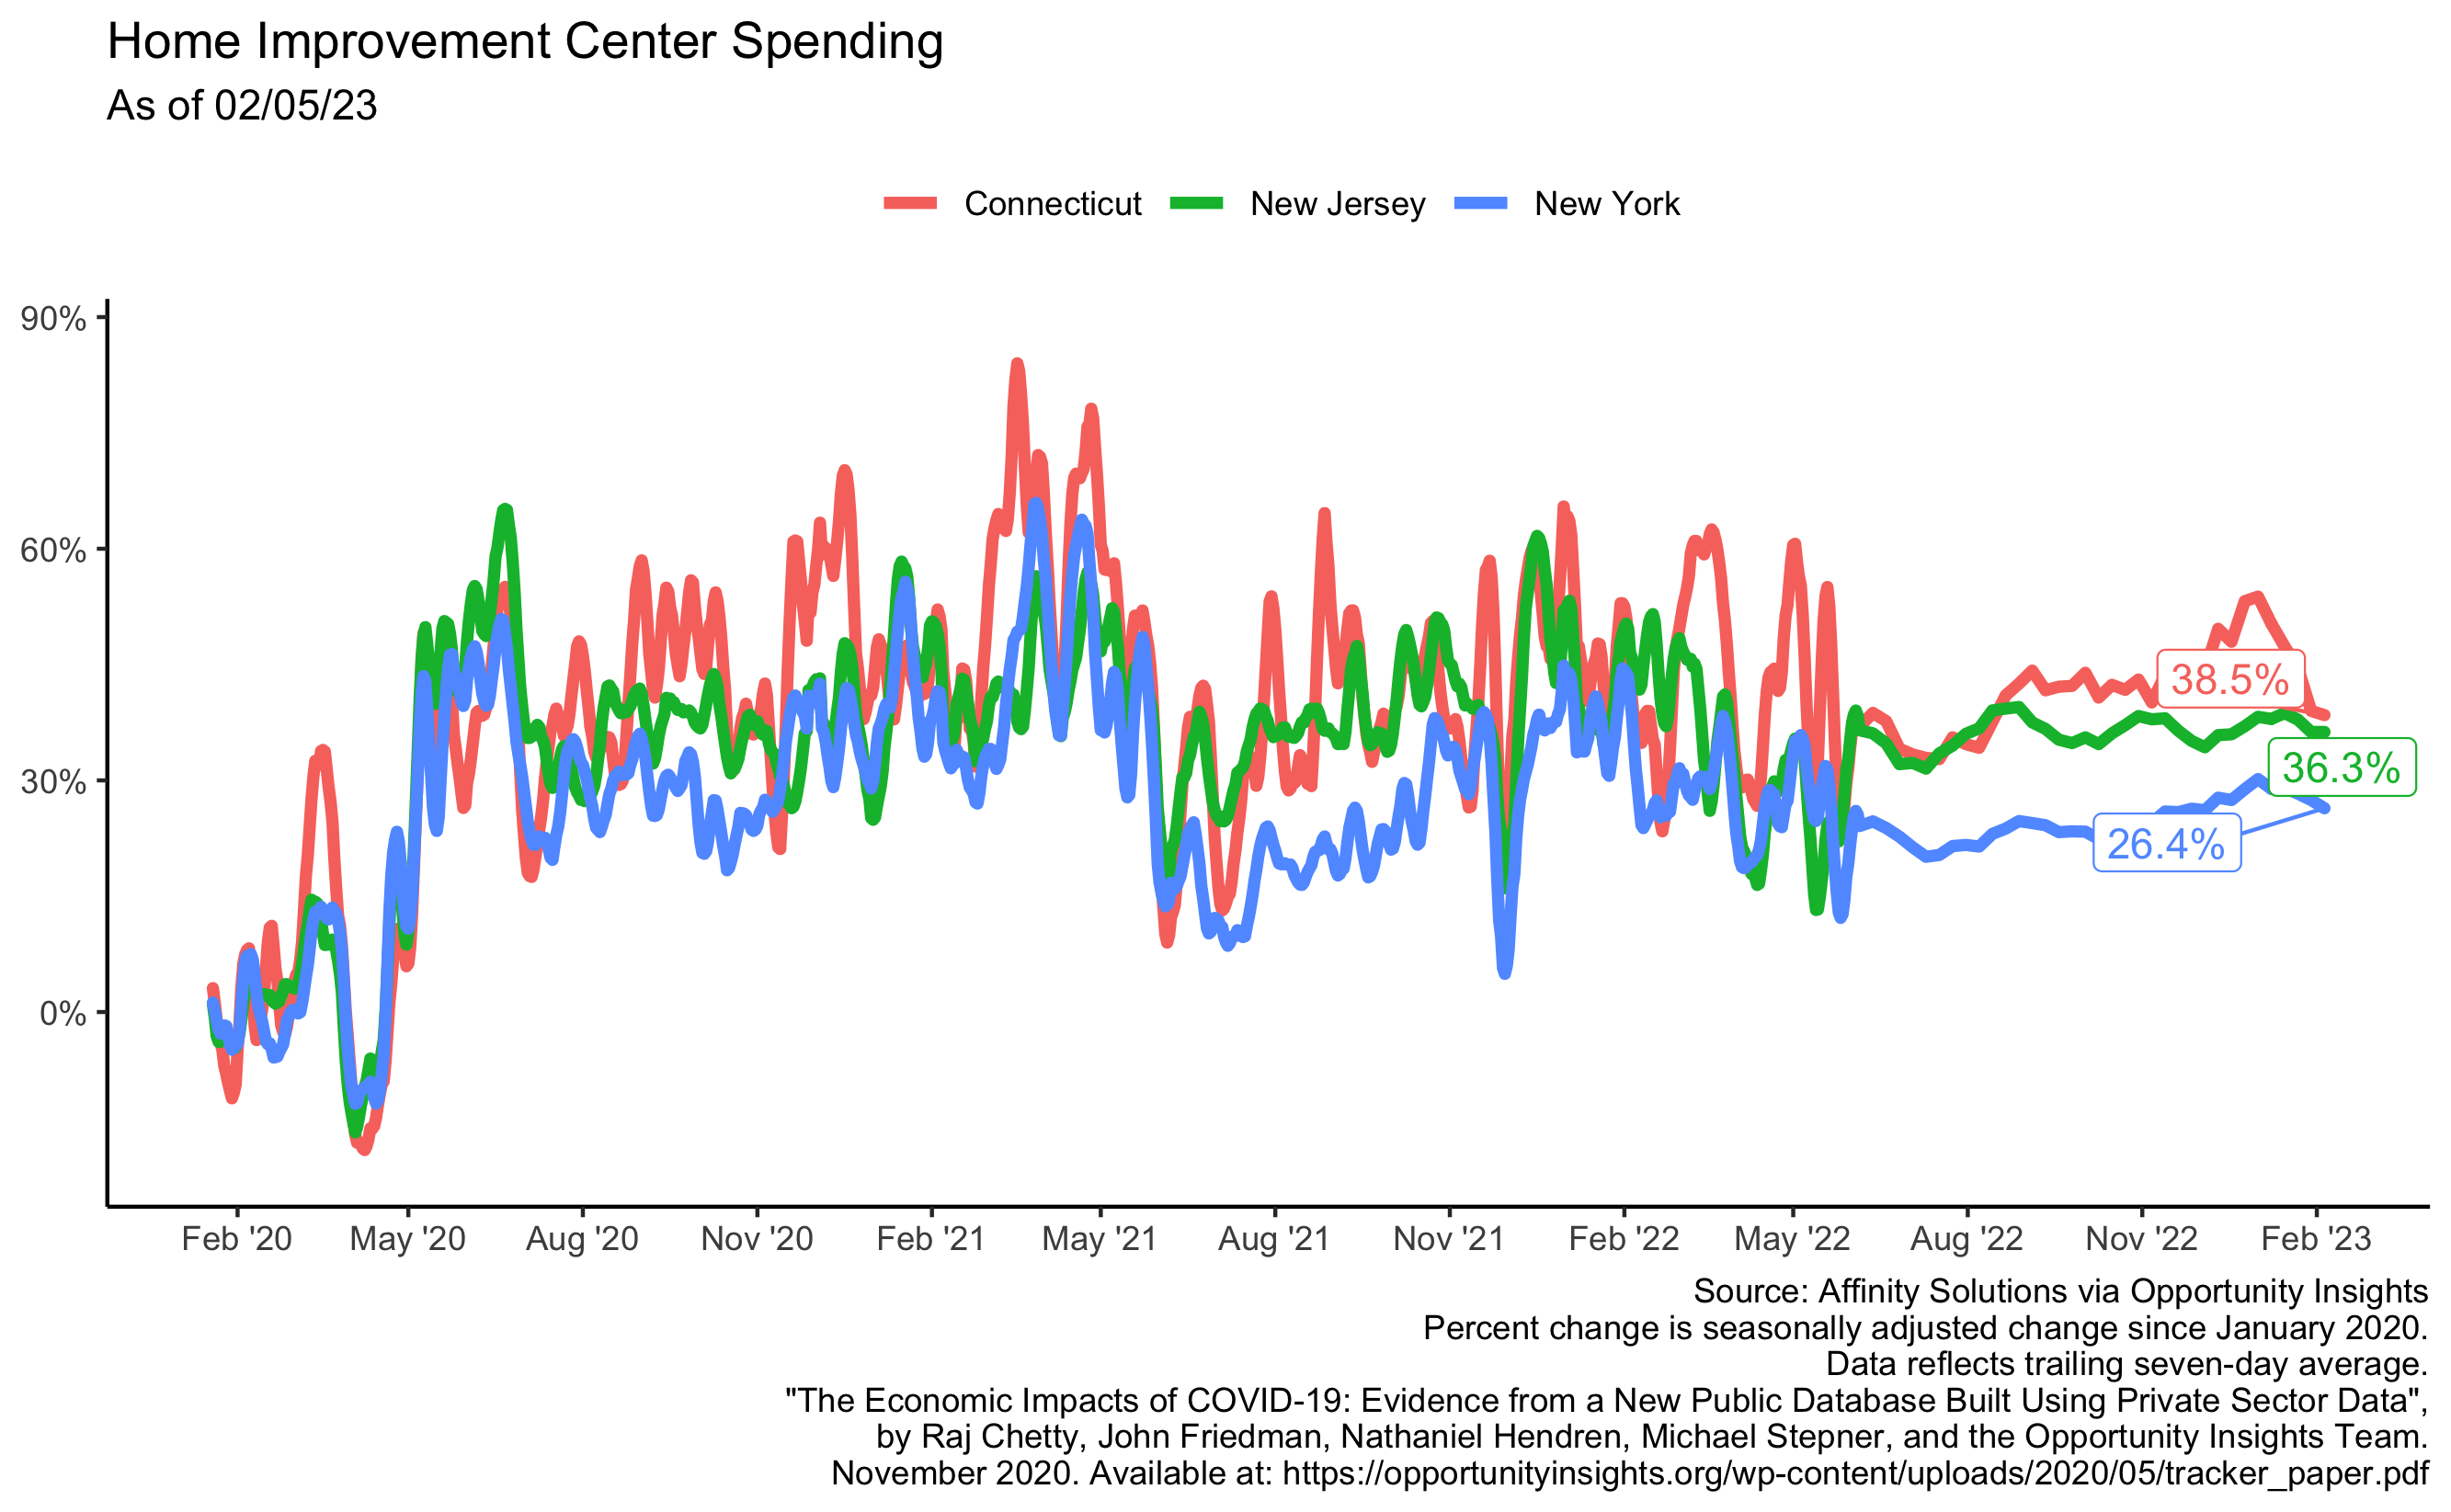 Home Improvement Center Spending
As of 02/05/23
Connecticut New Jersey New York
90%
60%
30%
0%
38.5%
36.3%
26.4%
Feb '20 May '20 Aug '20 Nov '20 Feb '21 May '21 Aug '21 Nov '21 Feb '22 May '22 Aug '22 Nov '22 Feb '23
Source: Affinity Solutions via Opportunity Insights
Percent change is seasonally adjusted change since January 2020.
Data reflects trailing seven-day average.
"The Economic Impacts of COVID-19: Evidence from a New Public Database Built Using Private Sector Data",
by Raj Chetty, John Friedman, Nathaniel Hendren, Michael Stepner, and the Opportunity Insights Team.
November 2020. Available at: https://opportunityinsights.org/wp-content/uploads/2020/05/tracker_paper.pdf